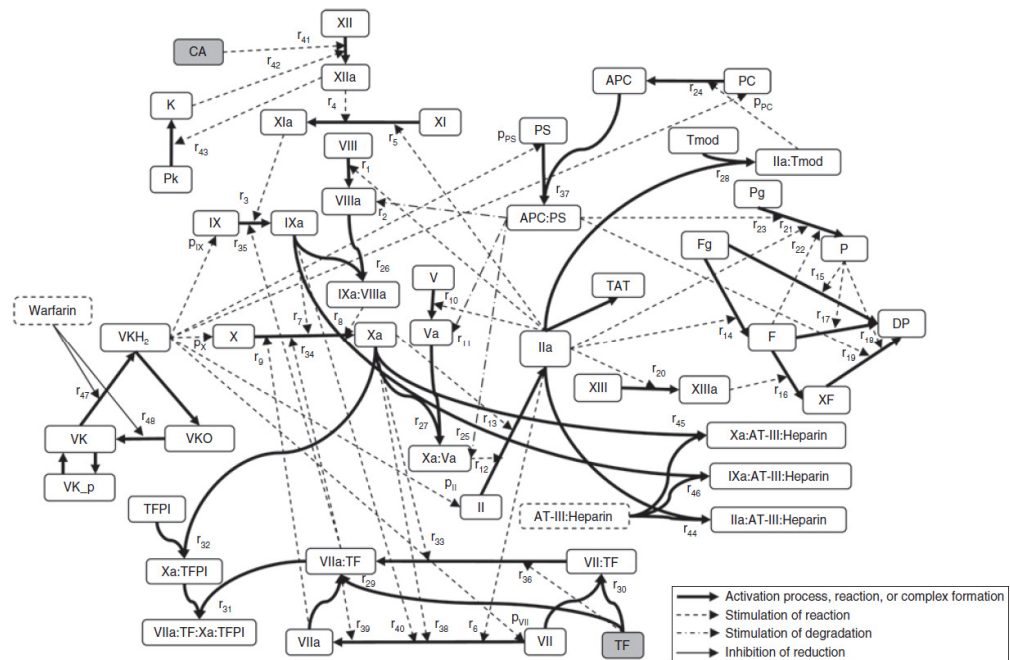 XII
CA
r41
r42
XIIa
K
r4
r43
Pk
XIa
XI
r5
VIII
r1
VIIIa
r2
r3
IX
IXa
pIX
r35
r26
IXa:VIIIa
APC
PC
r24
pPC
pPS
PS
Tmod
IIa:Tmod
r28
r37
APC:PS
Pg
r23
r21
r22
P
Fg
r15
V
r10
TAT
Warfarin
VKH2
pX
X
r7
r8
Xa
Va
r11
r9
r34
IIa
r14
F
r17
r18
DP
r19
r20
XIII
XIIIa
r16
XF
r47
r48
VK
VKO
VK_p
r27
r25
r13
r45
Xa:Va
r12
Xa:AT-III:Heparin
pII
II
r46
IXa:AT-III:Heparin
AT-III:Heparin
r44
IIa:AT-III:Heparin
TFPI
r32
r33
Xa:TFPI
VIIa:TF
r29
VII:TF
r36
r30
r31
VIIa:TF:Xa:TFPI
VIIa
r39
r40
r38
r6
pVII
VII
TF
Activation process, reaction, or complex formation
Stimulation of reaction
Stimulation of degradation
Inhibition of reduction